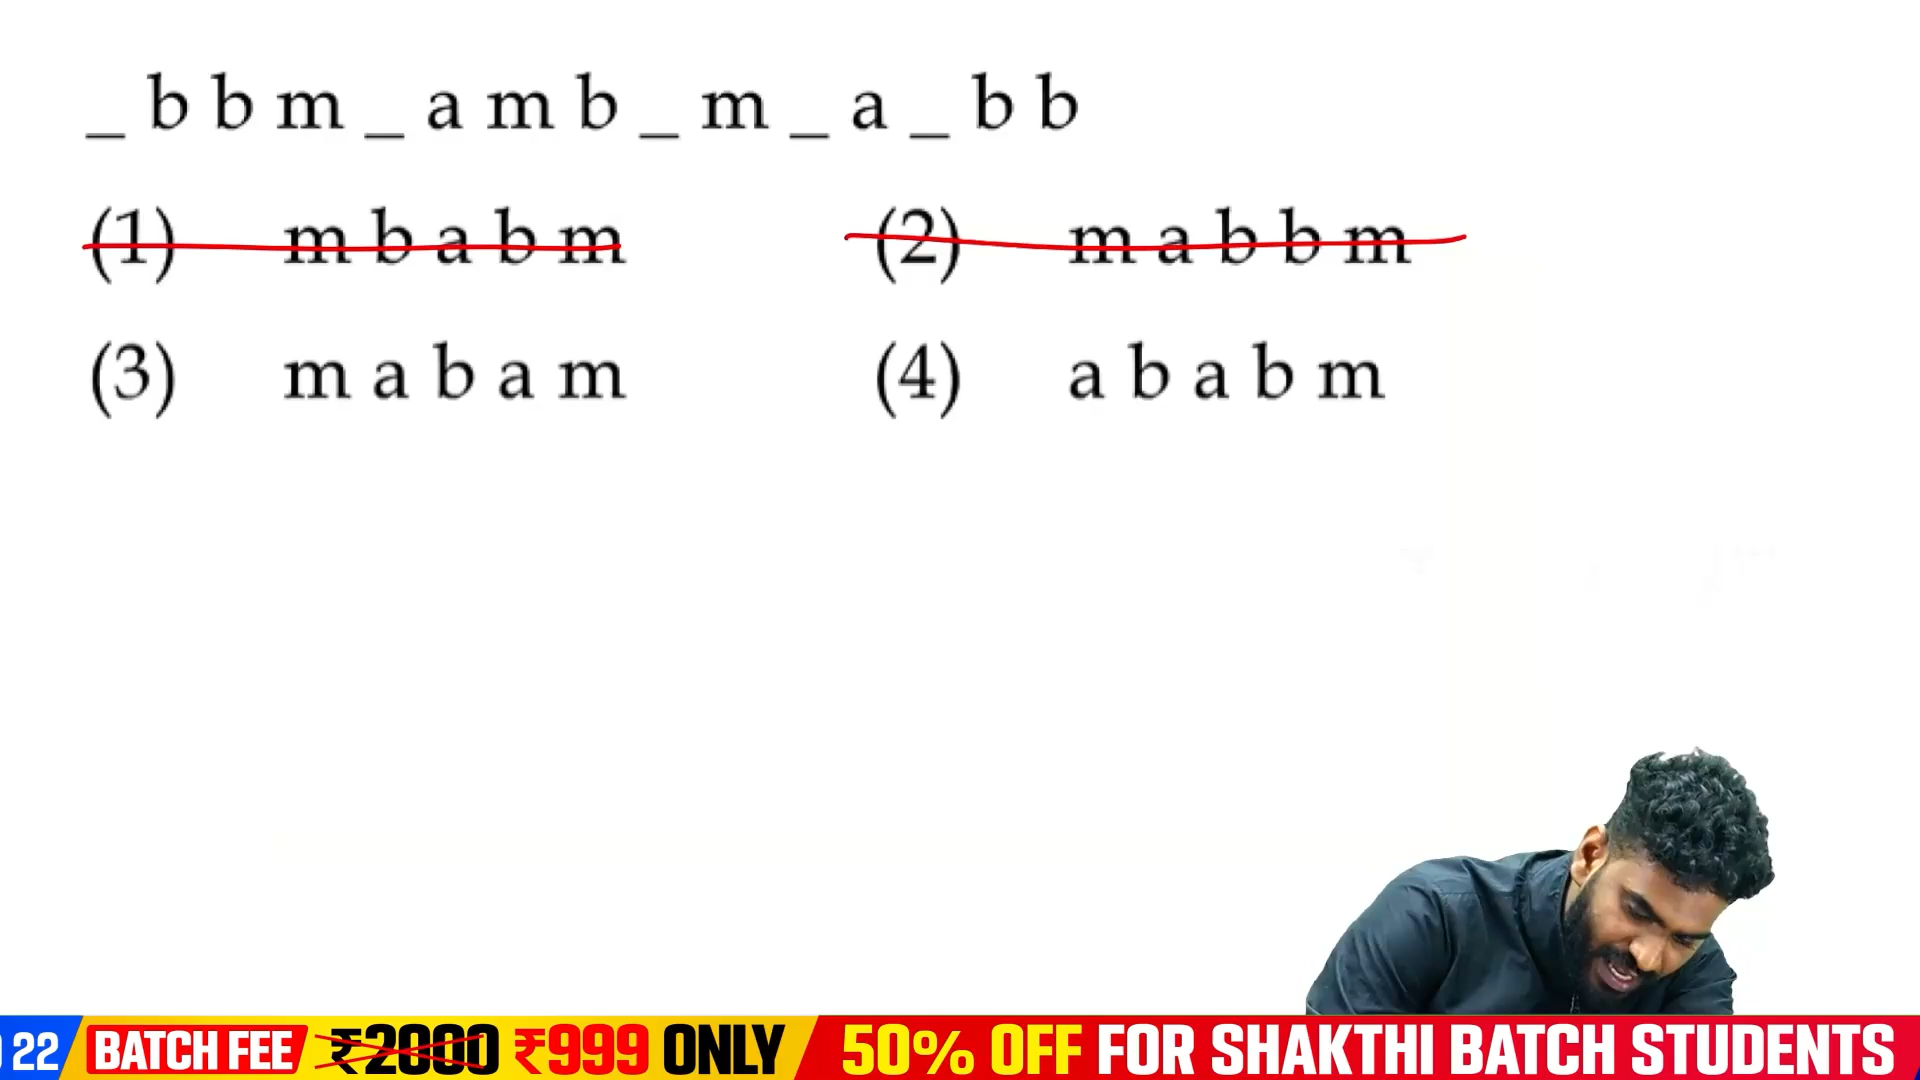 _ b b m _ a m b _ m _ a _ b b
(1) m b a b m (2) m a b b m
(3) m a b a m (4) a b a b m
22 BATCH FEE ₹2000 ₹999 ONLY 50% OFF FOR SHAKTHI BATCH STUDENTS